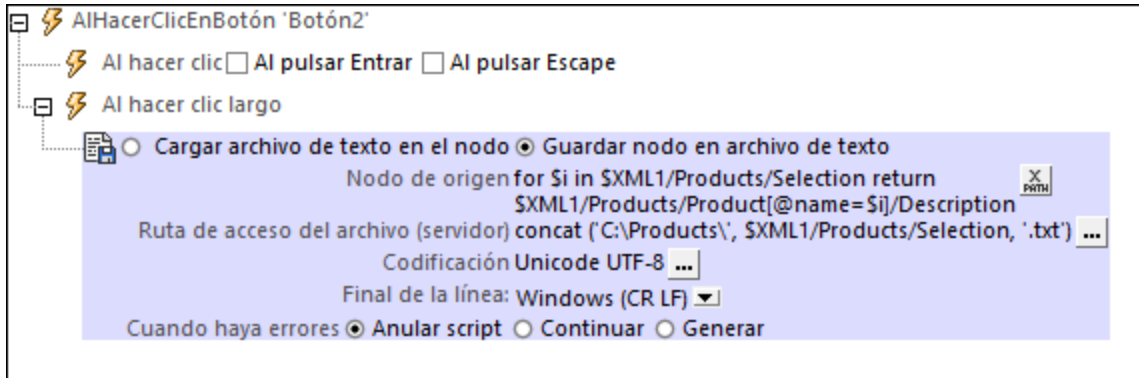 AlHacerClicEnBotón 'Botón2'
Al hacer clic Al pulsar Entrar Al pulsar Escape
Al hacer clic largo
Cargar archivo de texto en el nodo Guardar nodo en archivo de texto
Nodo de origen for $i in $XML1/Products/Selection return X PATH
$XML1/Products/Product[@name=$i]/Description
Ruta de acceso del archivo (servidor) concat ('C:\Products\', $XML1/Products/Selection, '.txt') ...
Codificación Unicode UTF-8 ...
Final de la línea: Windows (CR LF)
Cuando haya errores Anular script Continuar Generar